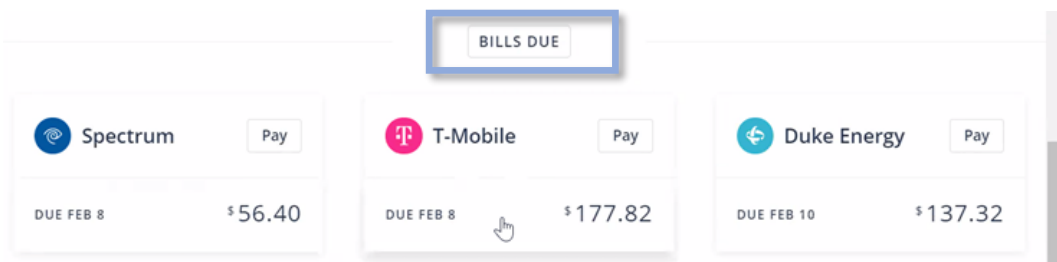 BILLS DUE
Spectrum Pay
DUE FEB 8 $56.40
T-Mobile Pay
DUE FEB 8 $177.82
Duke Energy Pay
DUE FEB 10 $137.32